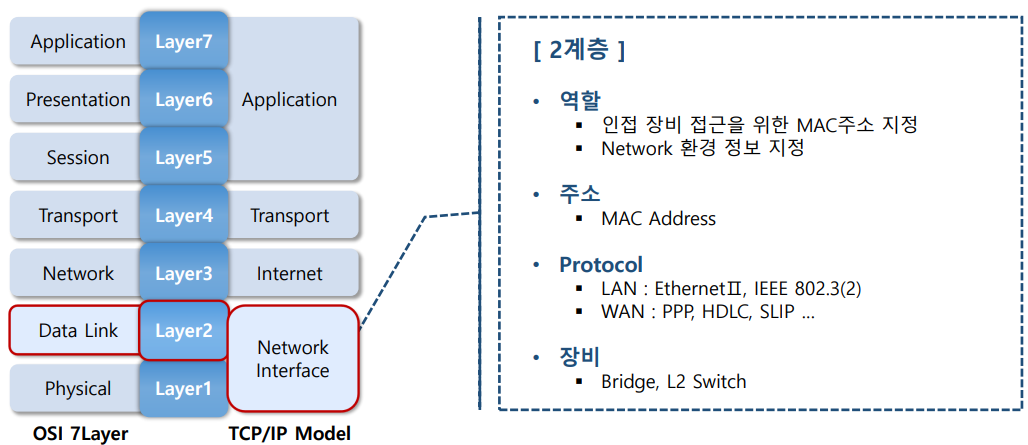 Application Layer7
Presentation Layer6 Application
Session Layer5
Transport Layer4 Transport
Network Layer3 Internet
Data Link Layer2
Network
Interface
Physical Layer1
OSI 7Layer TCP/IP Model
[ 2계층 ]
• 역할
▪ 인접 장비 접근을 위한 MAC주소 지정
▪ Network 환경 정보 지정
• 주소
▪ MAC Address
• Protocol
▪ LAN : EthernetⅡ, IEEE 802.3(2)
▪ WAN : PPP, HDLC, SLIP ...
• 장비
▪ Bridge, L2 Switch